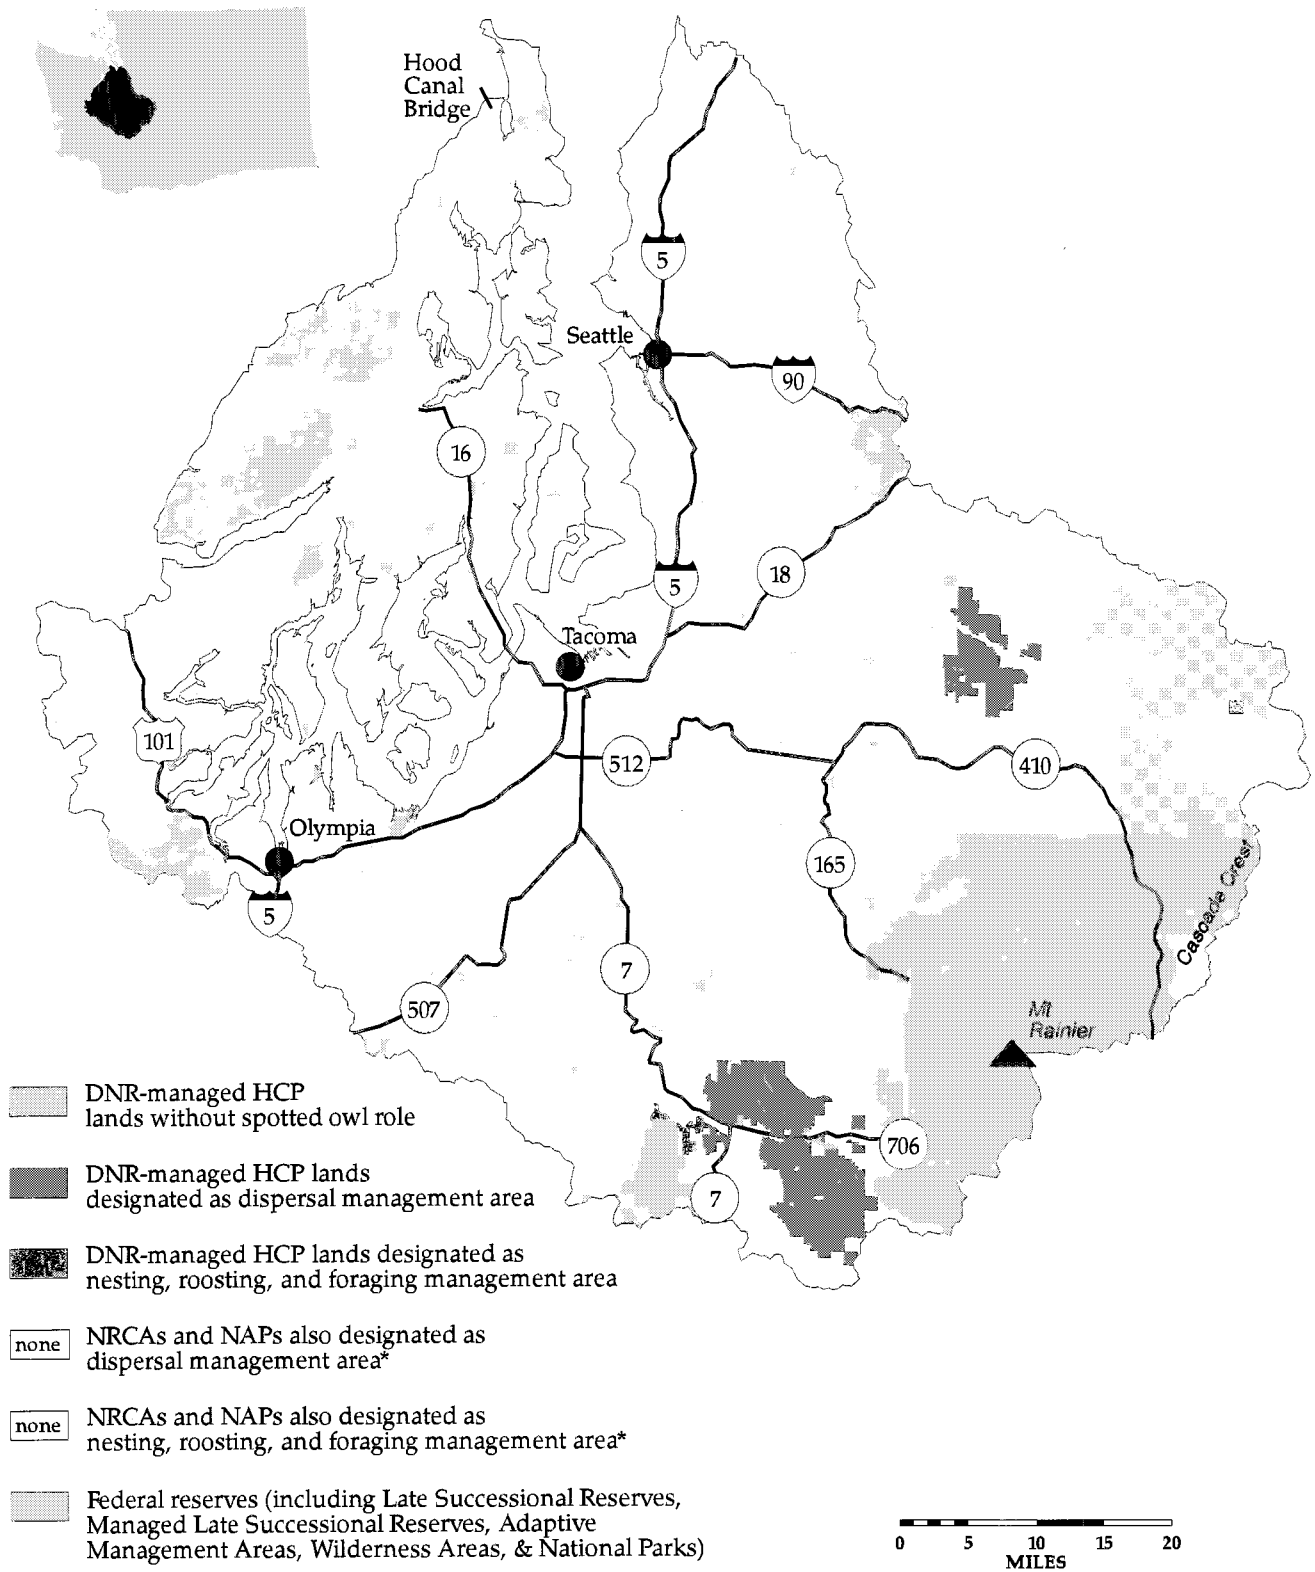 Hood
Canal
Bridge
5
Seattle
90
16
5
18
Tacoma
101
512
410
Olympia
165
5
Cascade Crest
7
507
Mt
Rainier
706
7
DNR-managed HCP
lands without spotted owl role
DNR-managed HCP lands
designated as dispersal management area
DNR-managed HCP lands designated as
nesting, roosting, and foraging management area
none
NRCAs and NAPs also designated as
dispersal management area*
none
NRCAs and NAPs also designated as
nesting, roosting, and foraging management area*
Federal reserves (including Late Successional Reserves,
Managed Late Successional Reserves, Adaptive
Management Areas, Wilderness Areas, & National Parks)
0 5 10 15 20
MILES